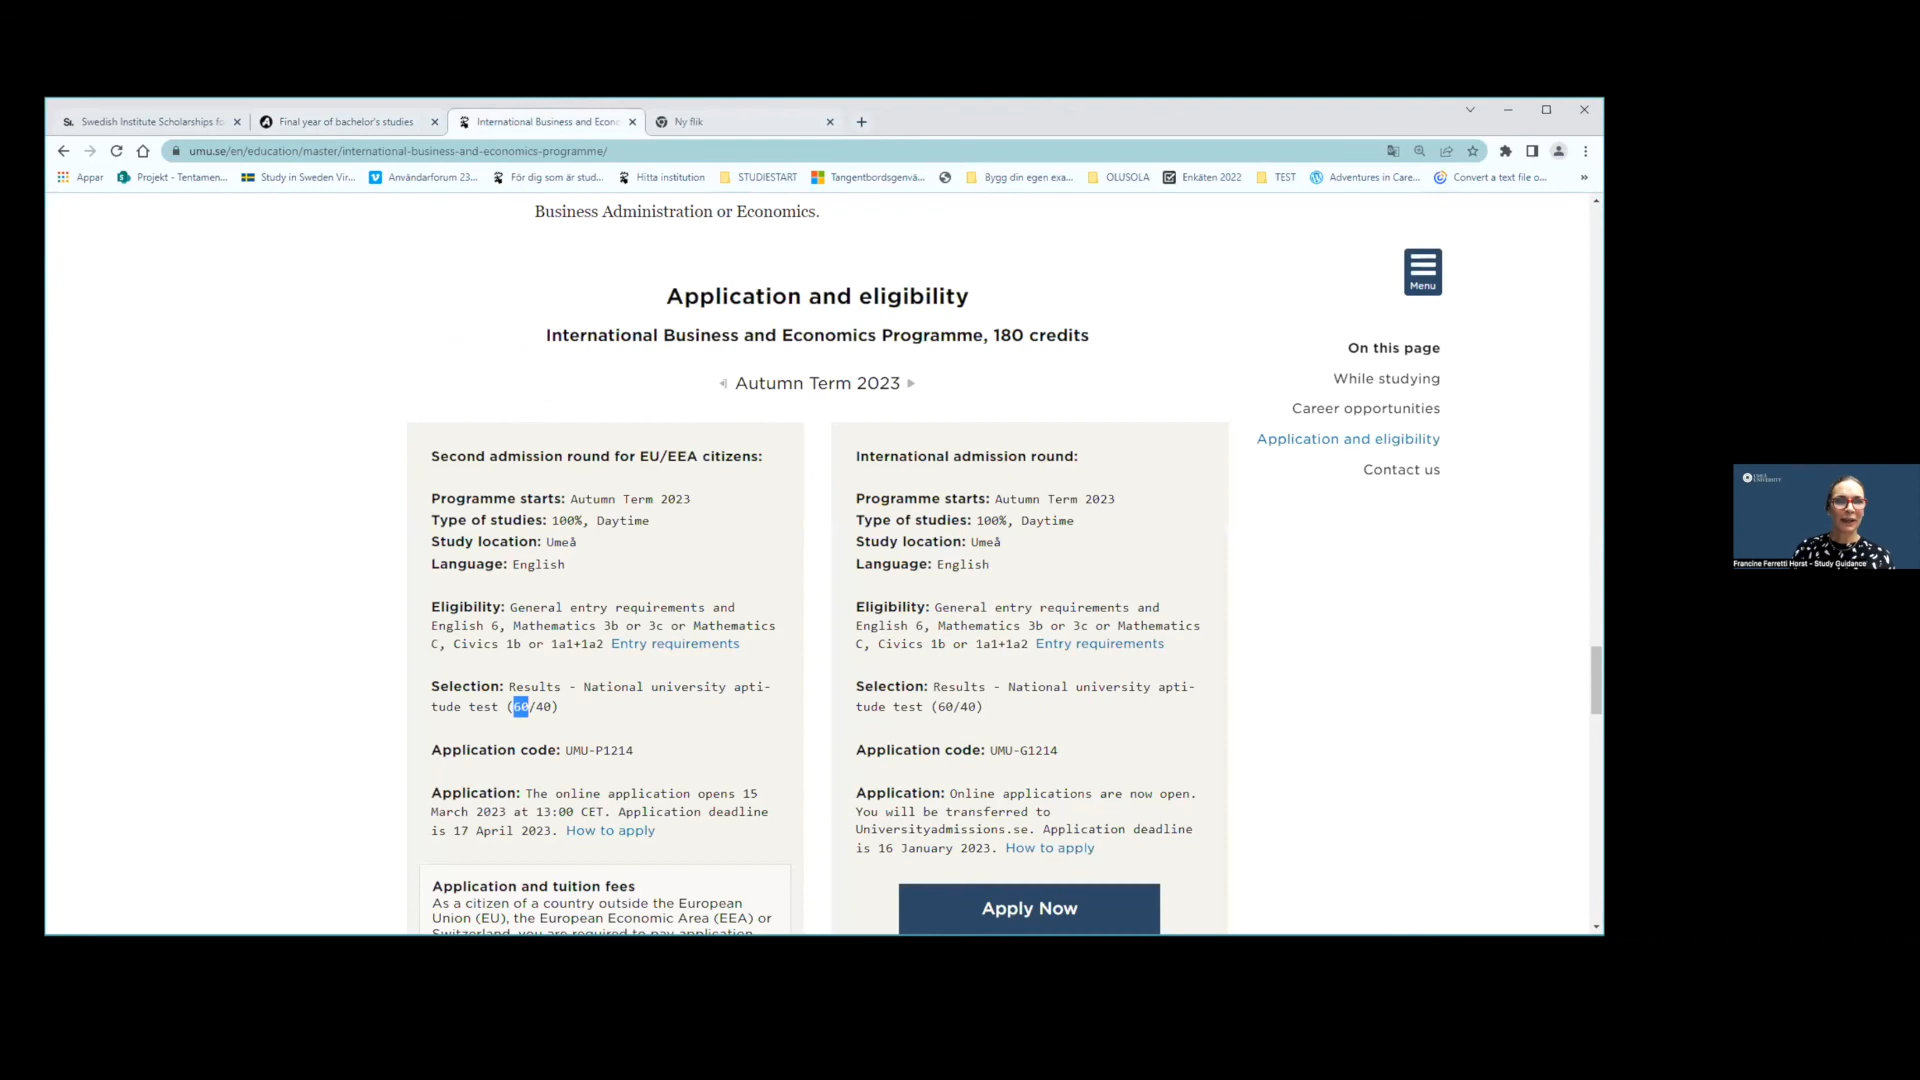 Swedish Institute Scholarships fo
Final year of bachelor's studies
International Business and Econo
Ny flik
umu.se/en/education/master/international-business-and-economics-programme/
Appar
Projekt - Tentamen...
Study in Sweden Vir...
Användarforum 23...
För dig som är stud...
Hitta institution
STUDIESTART
Tangentbordsgenvä...
Bygg din egen exa...
OLUSOLA
Enkäten 2022
TEST
Adventures in Care...
Convert a text file o...
»
Business Administration or Economics.
Menu
Application and eligibility
International Business and Economics Programme, 180 credits
Autumn Term 2023
On this page
While studying
Career opportunities
Application and eligibility
Contact us
Second admission round for EU/EEA citizens:
Programme starts: Autumn Term 2023
Type of studies: 100%, Daytime
Study location: Umeå
Language: English
Eligibility: General entry requirements and
English 6, Mathematics 3b or 3c or Mathematics
C, Civics 1b or 1a1+1a2 Entry requirements
Selection: Results - National university apti-
tude test (60/40)
Application code: UMU-P1214
Application: The online application opens 15
March 2023 at 13:00 CET. Application deadline
is 17 April 2023. How to apply
Application and tuition fees
As a citizen of a country outside the European
Union (EU), the European Economic Area (EEA) or
Switzerland, you are required to pay application
International admission round:
Programme starts: Autumn Term 2023
Type of studies: 100%, Daytime
Study location: Umeå
Language: English
Eligibility: General entry requirements and
English 6, Mathematics 3b or 3c or Mathematics
C, Civics 1b or 1a1+1a2 Entry requirements
Selection: Results - National university apti-
tude test (60/40)
Application code: UMU-G1214
Application: Online applications are now open.
You will be transferred to
Universityadmissions.se. Application deadline
is 16 January 2023. How to apply
Apply Now
UMEÅ
UNIVERSITY
Francine Ferretti Horst - Study Guidance